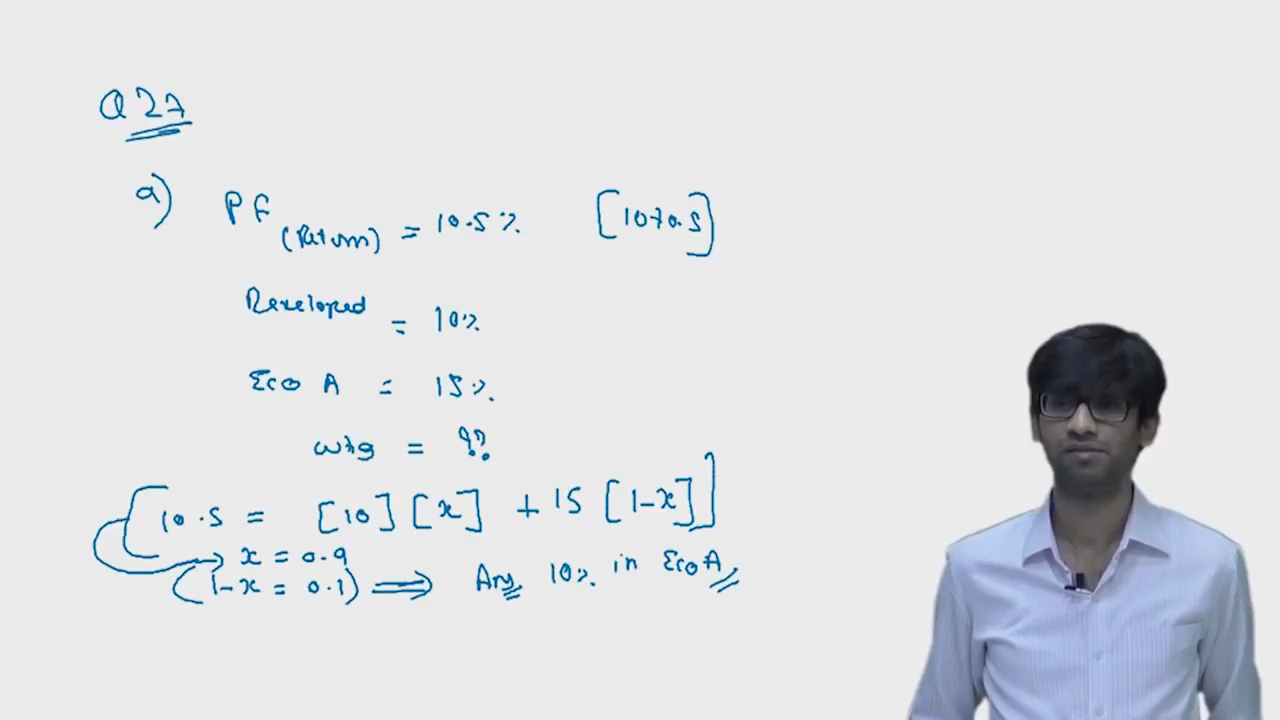 Q27
a) PF (Return) = 10.5% [10+0.5]
Developed = 10%
Eco A = 15%
wtg = ??
[10.5 = [10][x] + 15 [1-x]]
x = 0.9
(1-x = 0.1) ⟹ Ans 10% in Eco A